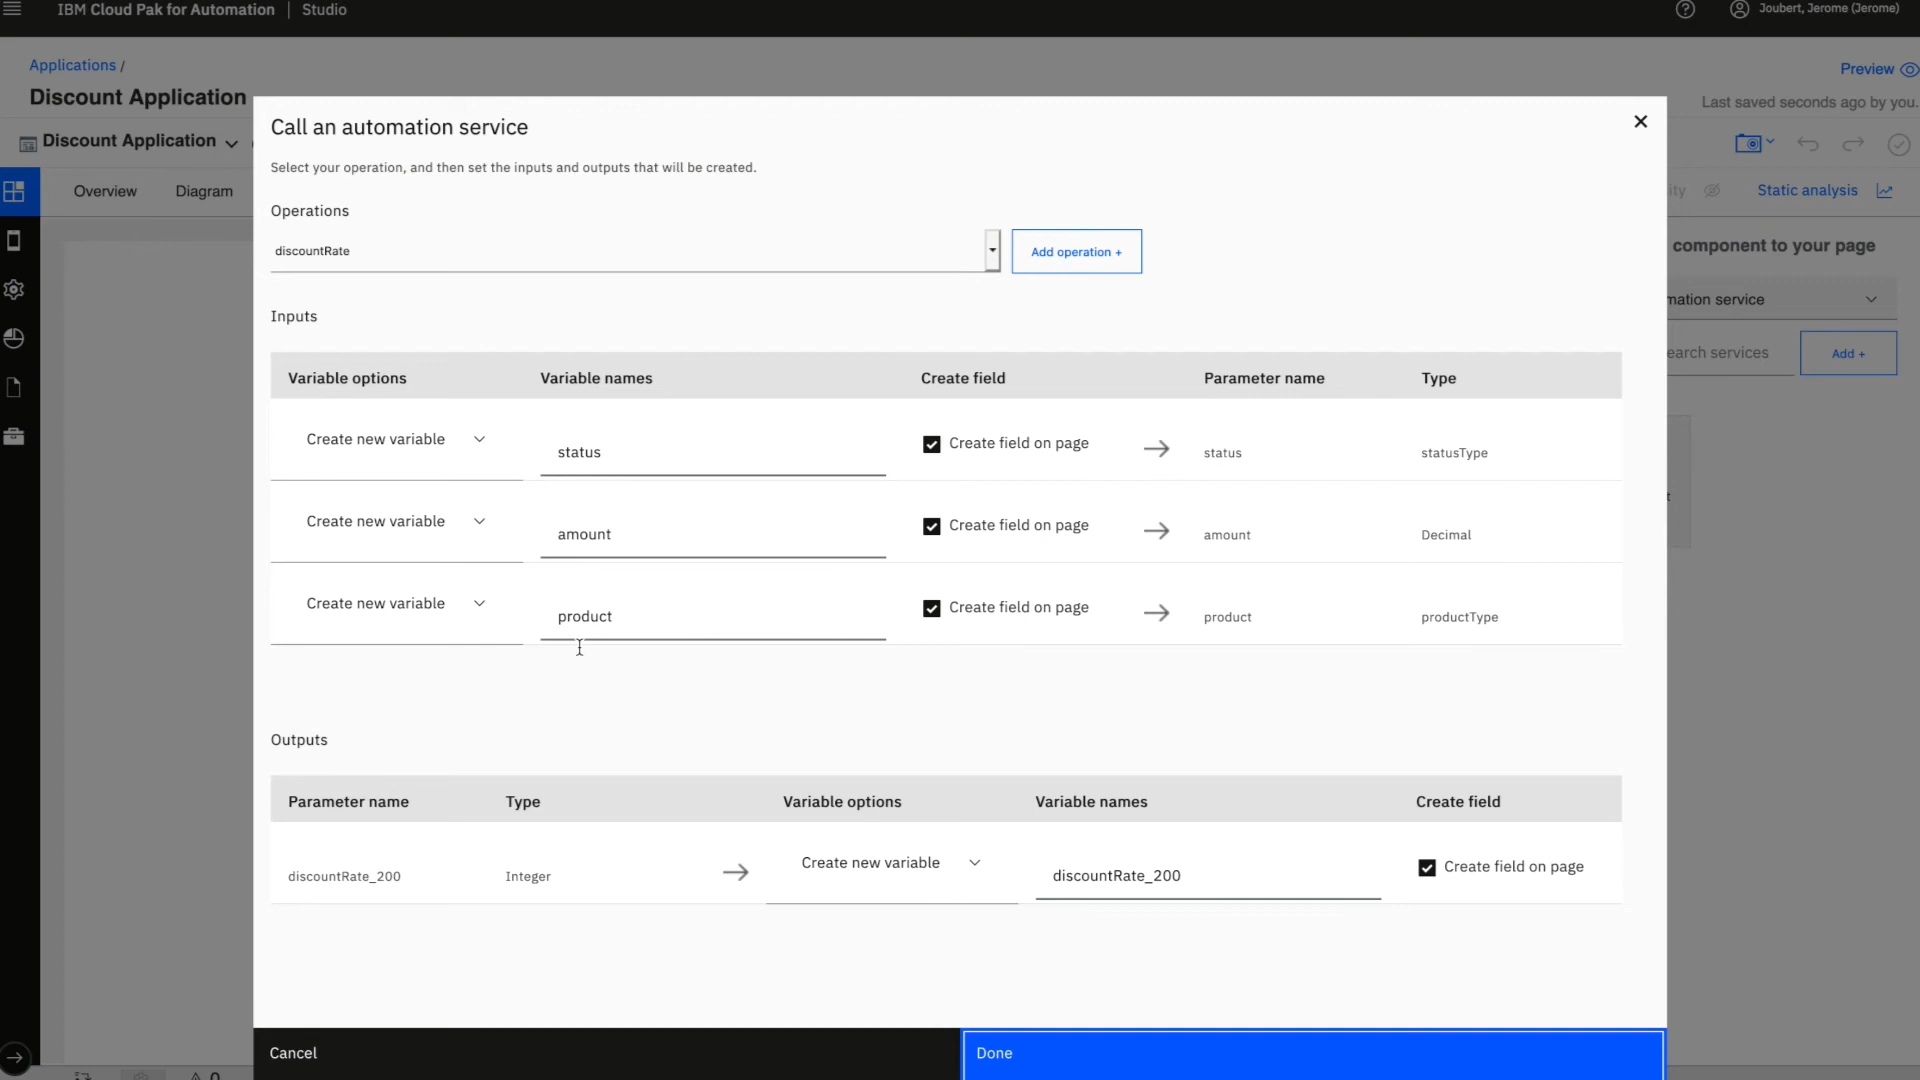 IBM Cloud Pak for Automation | Studio
Joubert, Jerome (Jerome)
Applications /
Preview
Discount Application
Last saved seconds ago by you.
Discount Application
Overview
Diagram
Static analysis
component to your page
service
services
Add +
Call an automation service
Select your operation, and then set the inputs and outputs that will be created.
Operations
discountRate
Add operation +
Inputs
Variable options Variable names Create field Parameter name Type
Create new variable status Create field on page status statusType
Create new variable amount Create field on page amount Decimal
Create new variable product Create field on page product productType
Outputs
Parameter name Type Variable options Variable names Create field
discountRate_200 Integer Create new variable discountRate_200 Create field on page
Cancel
Done